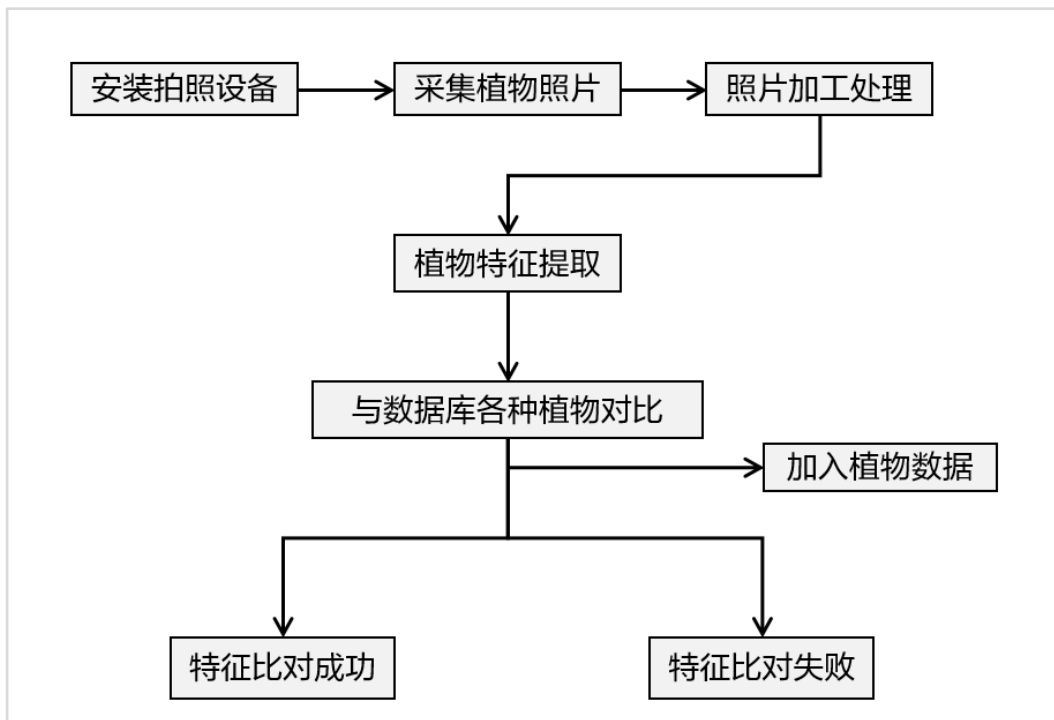 安装拍照设备
采集植物照片
照片加工处理
植物特征提取
与数据库各种植物对比
加入植物数据
特征比对成功
特征比对失败